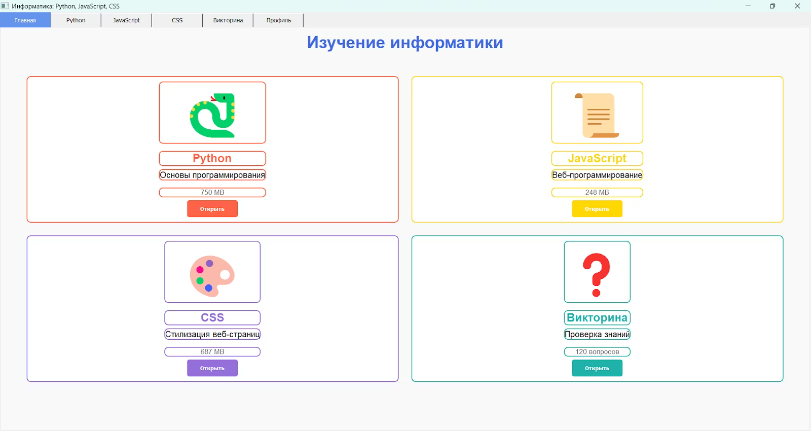 Информатика: Python, JavaScript, CSS
Главная Python JavaScript CSS Викторина Профиль
Изучение информатики
Python
Основы программирования
750 MB
Открыть
JavaScript
Веб-программирование
248 MB
Открыть
CSS
Стилизация веб-страниц
687 MB
Открыть
Викторина
Проверка знаний
120 вопросов
Открыть